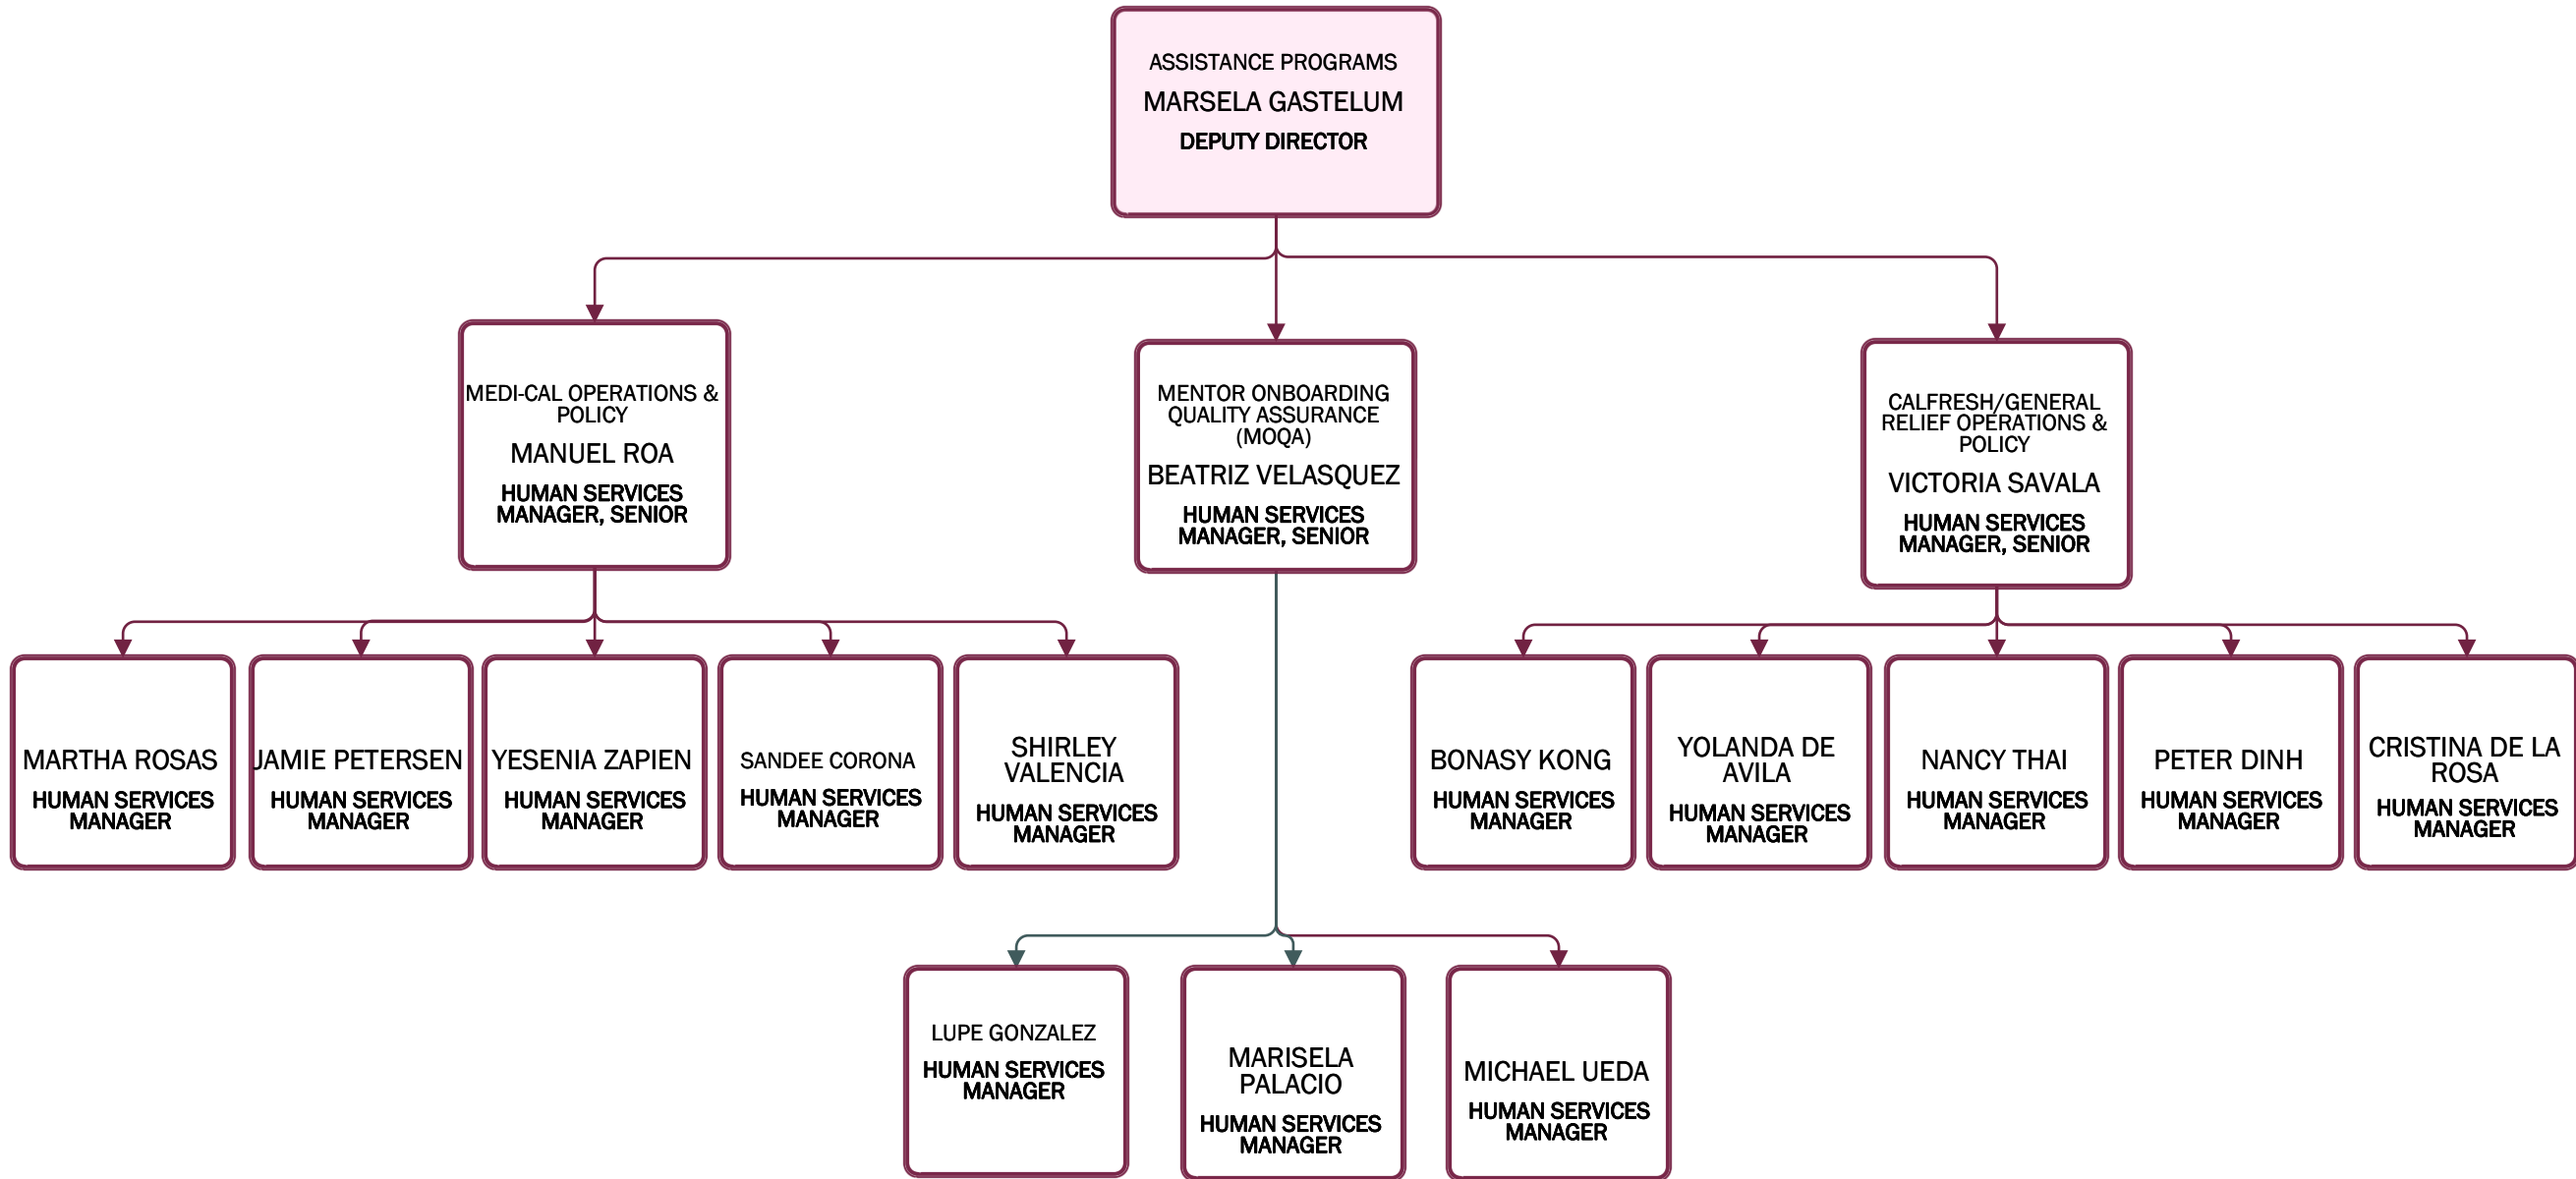 ASSISTANCE PROGRAMS
MARSELA GASTELUM
DEPUTY DIRECTOR
MEDI-CAL OPERATIONS &
POLICY
MANUEL ROA
HUMAN SERVICES
MANAGER, SENIOR
MENTOR ONBOARDING
QUALITY ASSURANCE
(MOQA)
BEATRIZ VELASQUEZ
HUMAN SERVICES
MANAGER, SENIOR
CALFRESH/GENERAL
RELIEF OPERATIONS &
POLICY
VICTORIA SAVALA
HUMAN SERVICES
MANAGER, SENIOR
MARTHA ROSAS
HUMAN SERVICES
MANAGER
JAMIE PETERSEN
HUMAN SERVICES
MANAGER
YESENIA ZAPIEN
HUMAN SERVICES
MANAGER
SANDEE CORONA
HUMAN SERVICES
MANAGER
SHIRLEY
VALENCIA
HUMAN SERVICES
MANAGER
BONASY KONG
HUMAN SERVICES
MANAGER
YOLANDA DE
AVILA
HUMAN SERVICES
MANAGER
NANCY THAI
HUMAN SERVICES
MANAGER
PETER DINH
HUMAN SERVICES
MANAGER
CRISTINA DE LA
ROSA
HUMAN SERVICES
MANAGER
LUPE GONZALEZ
HUMAN SERVICES
MANAGER
MARISELA
PALACIO
HUMAN SERVICES
MANAGER
MICHAEL UEDA
HUMAN SERVICES
MANAGER